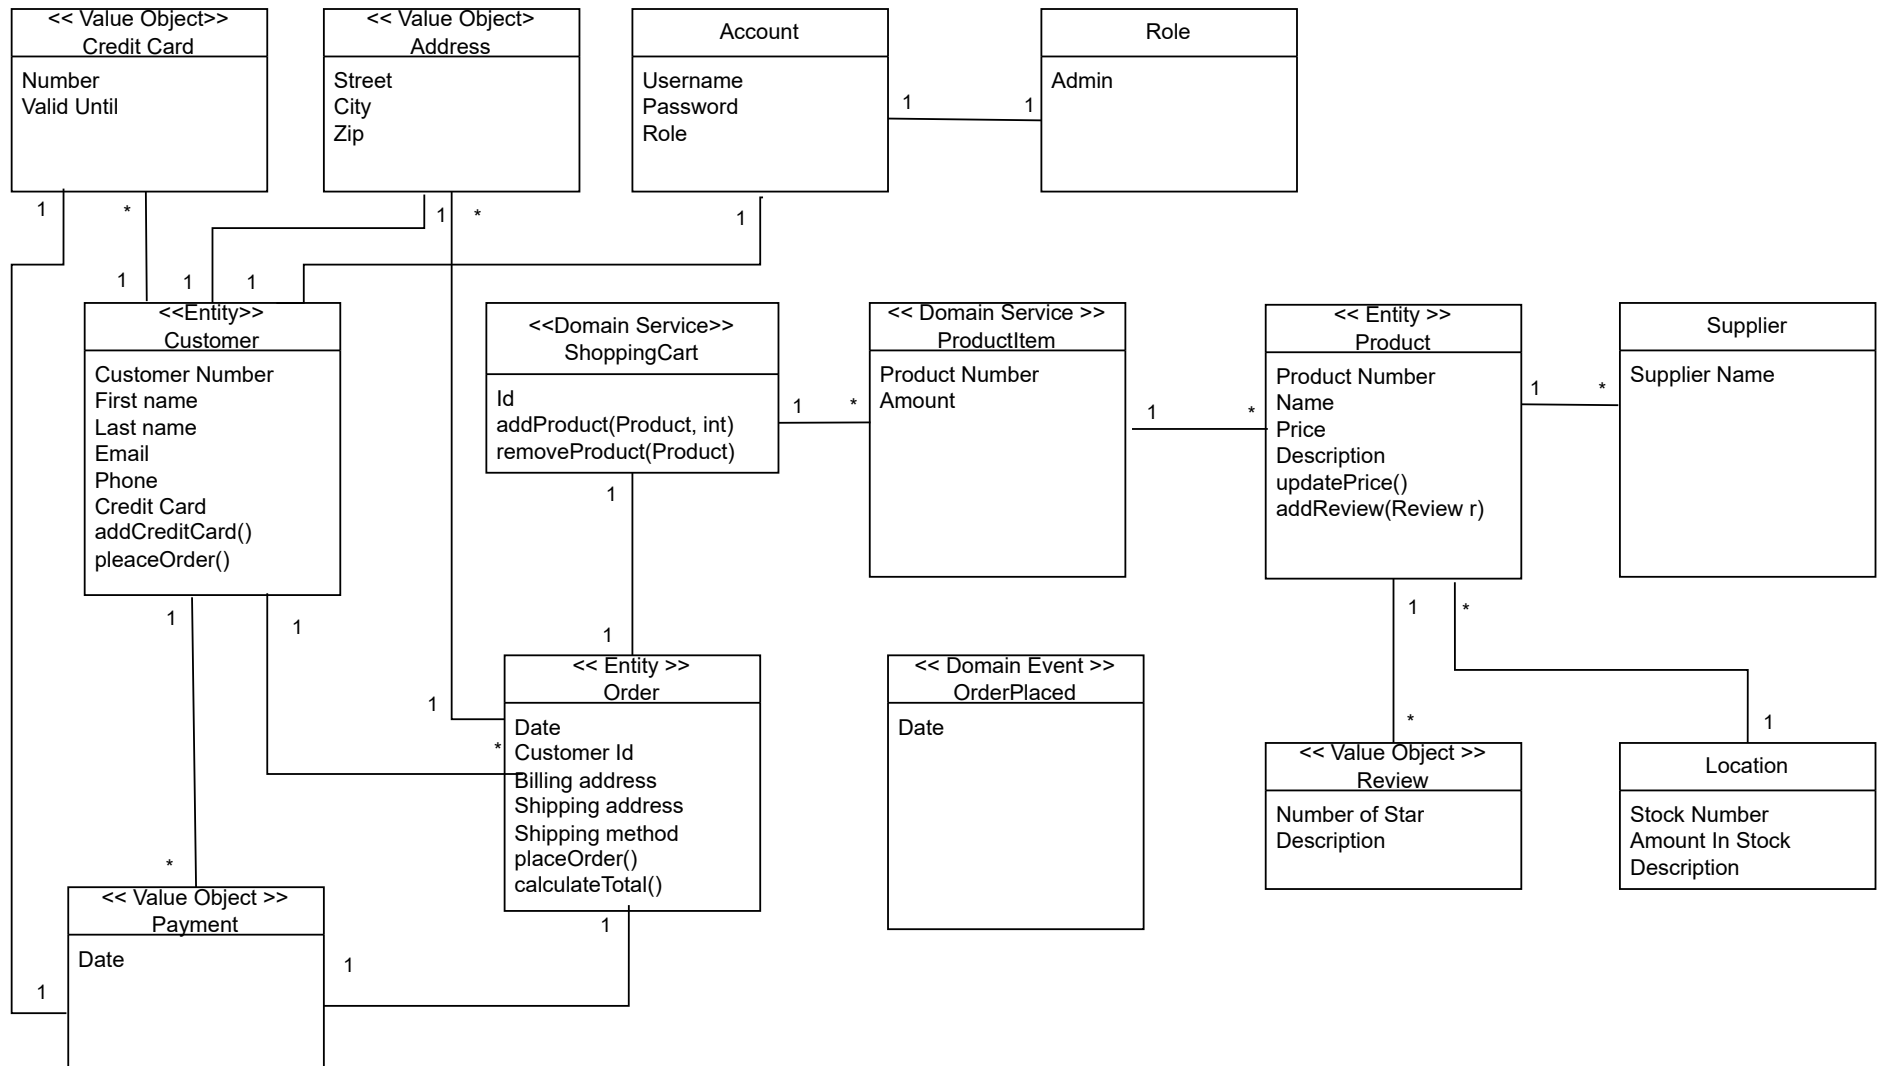 << Value Object>>
Credit Card
Number
Valid Until
<< Value Object>
Address
Street
City
Zip
Account
Username
Password
Role
Role
Admin
1
1
1
*
1
*
1
1
1
1
<<Entity>>
Customer
Customer Number
First name
Last name
Email
Phone
Credit Card
addCreditCard()
pleaceOrder()
<<Domain Service>>
ShoppingCart
Id
addProduct(Product, int)
removeProduct(Product)
1
*
<< Domain Service >>
ProductItem
Product Number
Amount
1
*
<< Entity >>
Product
Product Number
Name
Price
Description
updatePrice()
addReview(Review r)
1
*
Supplier
Supplier Name
1
1
1
1
1
*
1
*
<< Entity >>
Order
Date
Customer Id
Billing address
Shipping address
Shipping method
placeOrder()
calculateTotal()
<< Domain Event >>
OrderPlaced
Date
*
1
<< Value Object >>
Review
Number of Star
Description
Location
Stock Number
Amount In Stock
Description
*
<< Value Object >>
Payment
Date
1
1
1